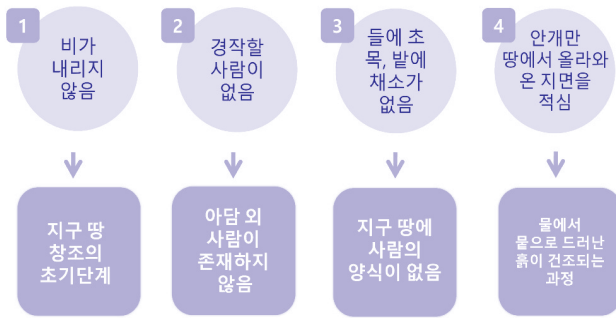 1
비가
내리지
않음
2
경작할
사람이
없음
3
들에 초
목, 밭에
채소가
없음
4
안개만
땅에서 올라와
온 지면을
적심
지구 땅
창조의
초기단계
아담 외
사람이
존재하지
않음
지구 땅에
사람의
양식이 없음
물에서
뭍으로 드러난
흙이 건조되는
과정